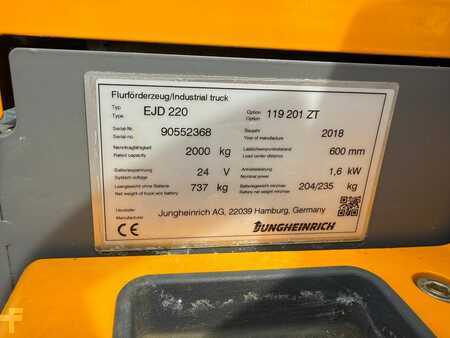 Flurförderzeug/Industrial truck
Typ Type EJD 220 Option Option 119 201 ZT
Serial-Nr. Serial-no. 90552368 Baujahr Year of manufacture 2018
Nenntragfähigkeit Rated capacity 2000 kg Lastschwerpunktabstand Load center distance 600 mm
Batteriespannung System voltage 24 V Antriebsleistung Nominal power 1,6 kW
Leergewicht ohne Batterie Net weight of truck w/o battery 737 kg Batteriegewicht min/max Battery weight min/max 204/235 kg
Hersteller Manufacturer Jungheinrich AG, 22039 Hamburg, Germany
CE JUNGHEINRICH